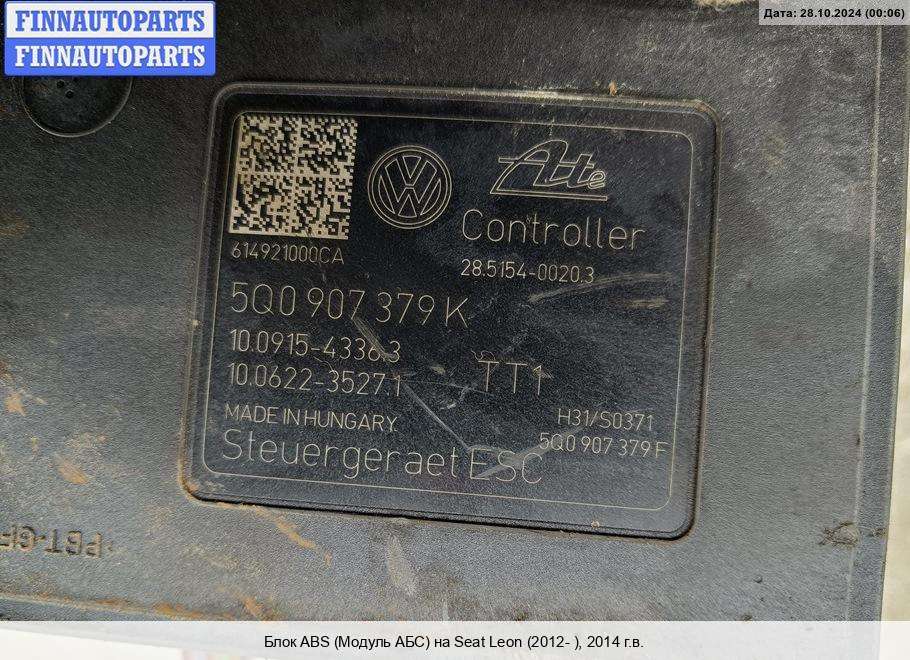 FINNAUTOPARTS
FINNAUTOPARTS
Дата: 28.10.2024 (00:06)
Ate
Controller
614921000CA
28.5154-0020.3
5Q0 907 379 K
10.0915-4336.3
10.0622-3527.1
TT1
MADE IN HUNGARY
H31/S0371
5Q0 907 379 F
Steuergeraet ESC
Блок ABS (Модуль АБС) на Seat Leon (2012- ), 2014 г.в.